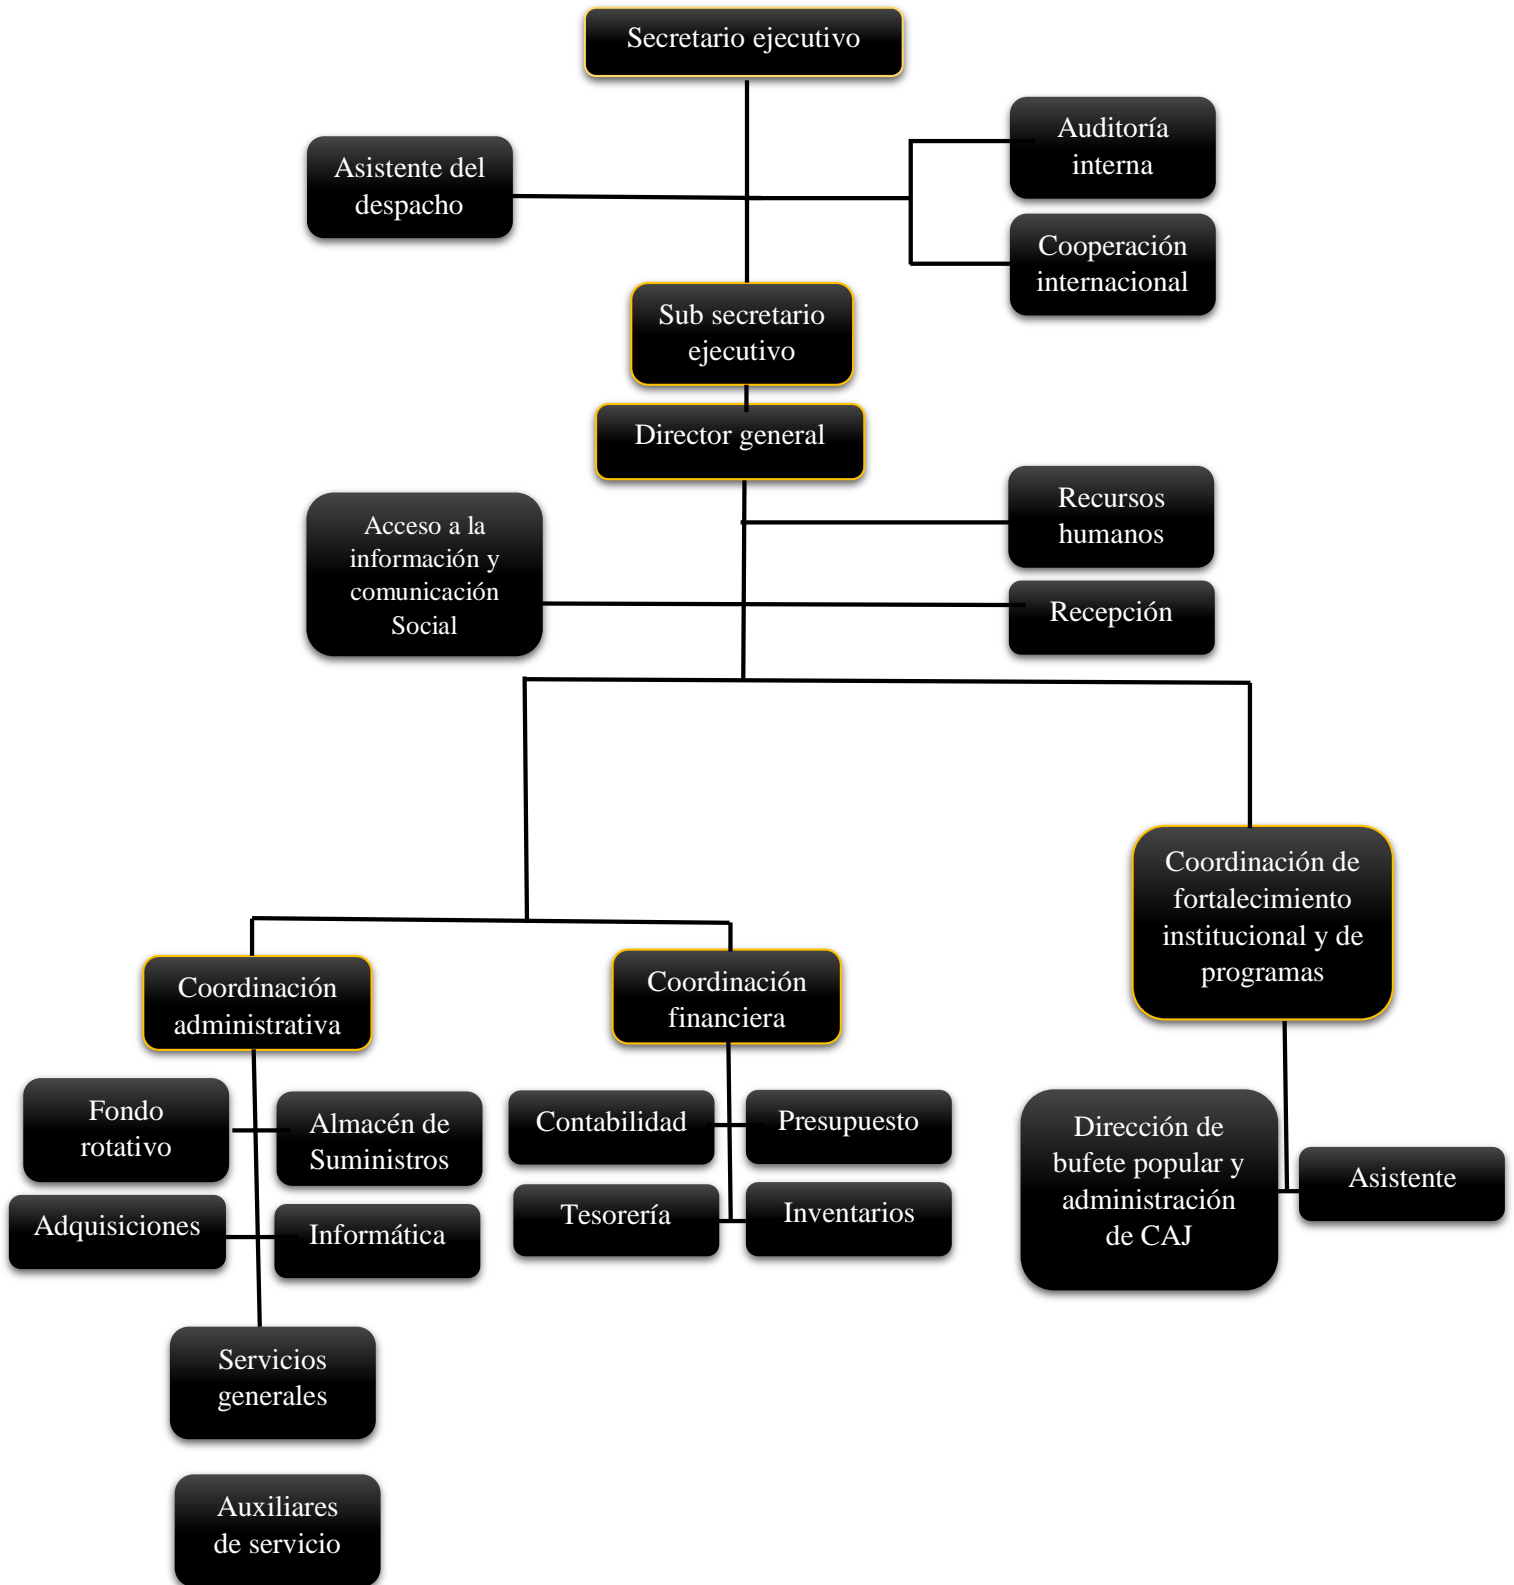 Secretario ejecutivo
Auditoría
interna
Asistente del
despacho
Cooperación
internacional
Sub secretario
ejecutivo
Director general
Recursos
humanos
Acceso a la
información y
comunicación
Social
Recepción
Coordinación de
fortalecimiento
institucional y de
programas
Coordinación
administrativa
Coordinación
financiera
Fondo
rotativo
Almacén de
Suministros
Contabilidad
Presupuesto
Dirección de
bufete popular y
administración
de CAJ
Asistente
Adquisiciones
Informática
Tesorería
Inventarios
Servicios
generales
Auxiliares
de servicio